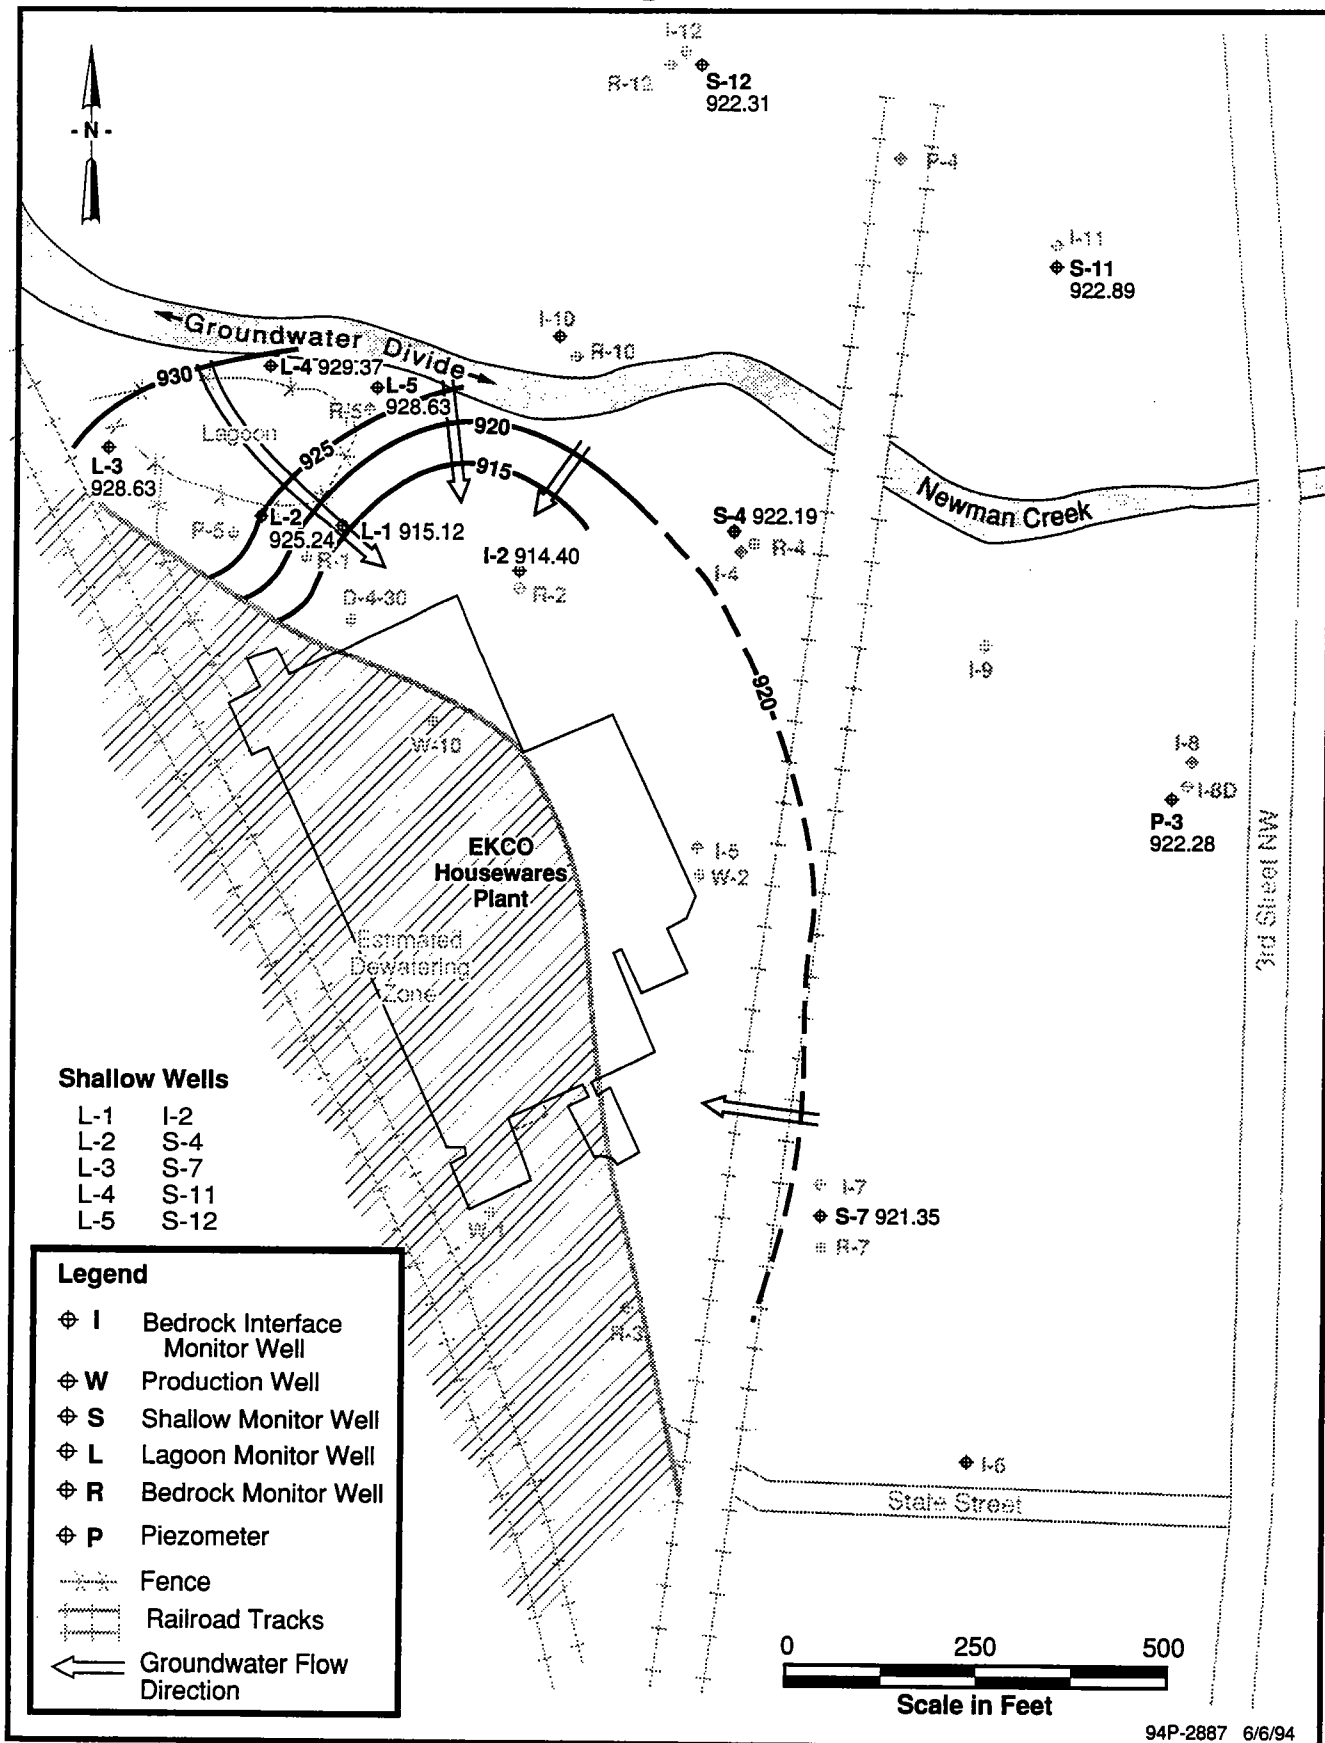 I-12
R-12
S-12
922.31
- N -
P-4
I-11
S-11
922.89
Groundwater Divide
I-10
R-10
930
L-4 929.37
L-5
928.63
R-5
Lagoon
925
920
915
L-3
928.63
Newman Creek
P-5
L-2
925.24
L-1 915.12
R-1
S-4 922.19
R-4
I-4
I-2 914.40
R-2
D-4-30
I-9
920
W-10
I-8
I-8D
P-3
922.28
EKCO
Housewares
Plant
I-5
W-2
3rd Street NW
Estimated
Dewatering
Zone
Shallow Wells
L-1 I-2
L-2 S-4
L-3 S-7
L-4 S-11
L-5 S-12
I-7
S-7 921.35
R-7
W-1
R-3
Legend
I Bedrock Interface
Monitor Well
W Production Well
S Shallow Monitor Well
L Lagoon Monitor Well
R Bedrock Monitor Well
P Piezometer
Fence
Railroad Tracks
Groundwater Flow
Direction
I-6
State Street
0 250 500
Scale in Feet
94P-2887 6/6/94